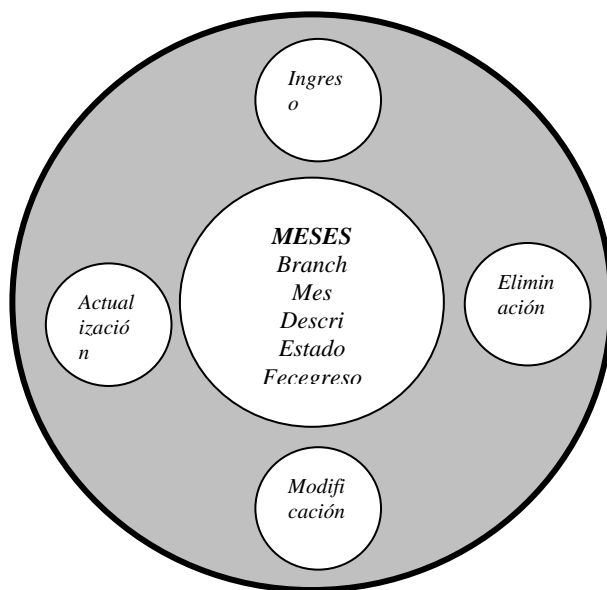 Ingres
o
MESES
Branch
Mes
Descri
Estado
Fecegreso
Actual
izació
n
Elimin
ación
Modifi
cación